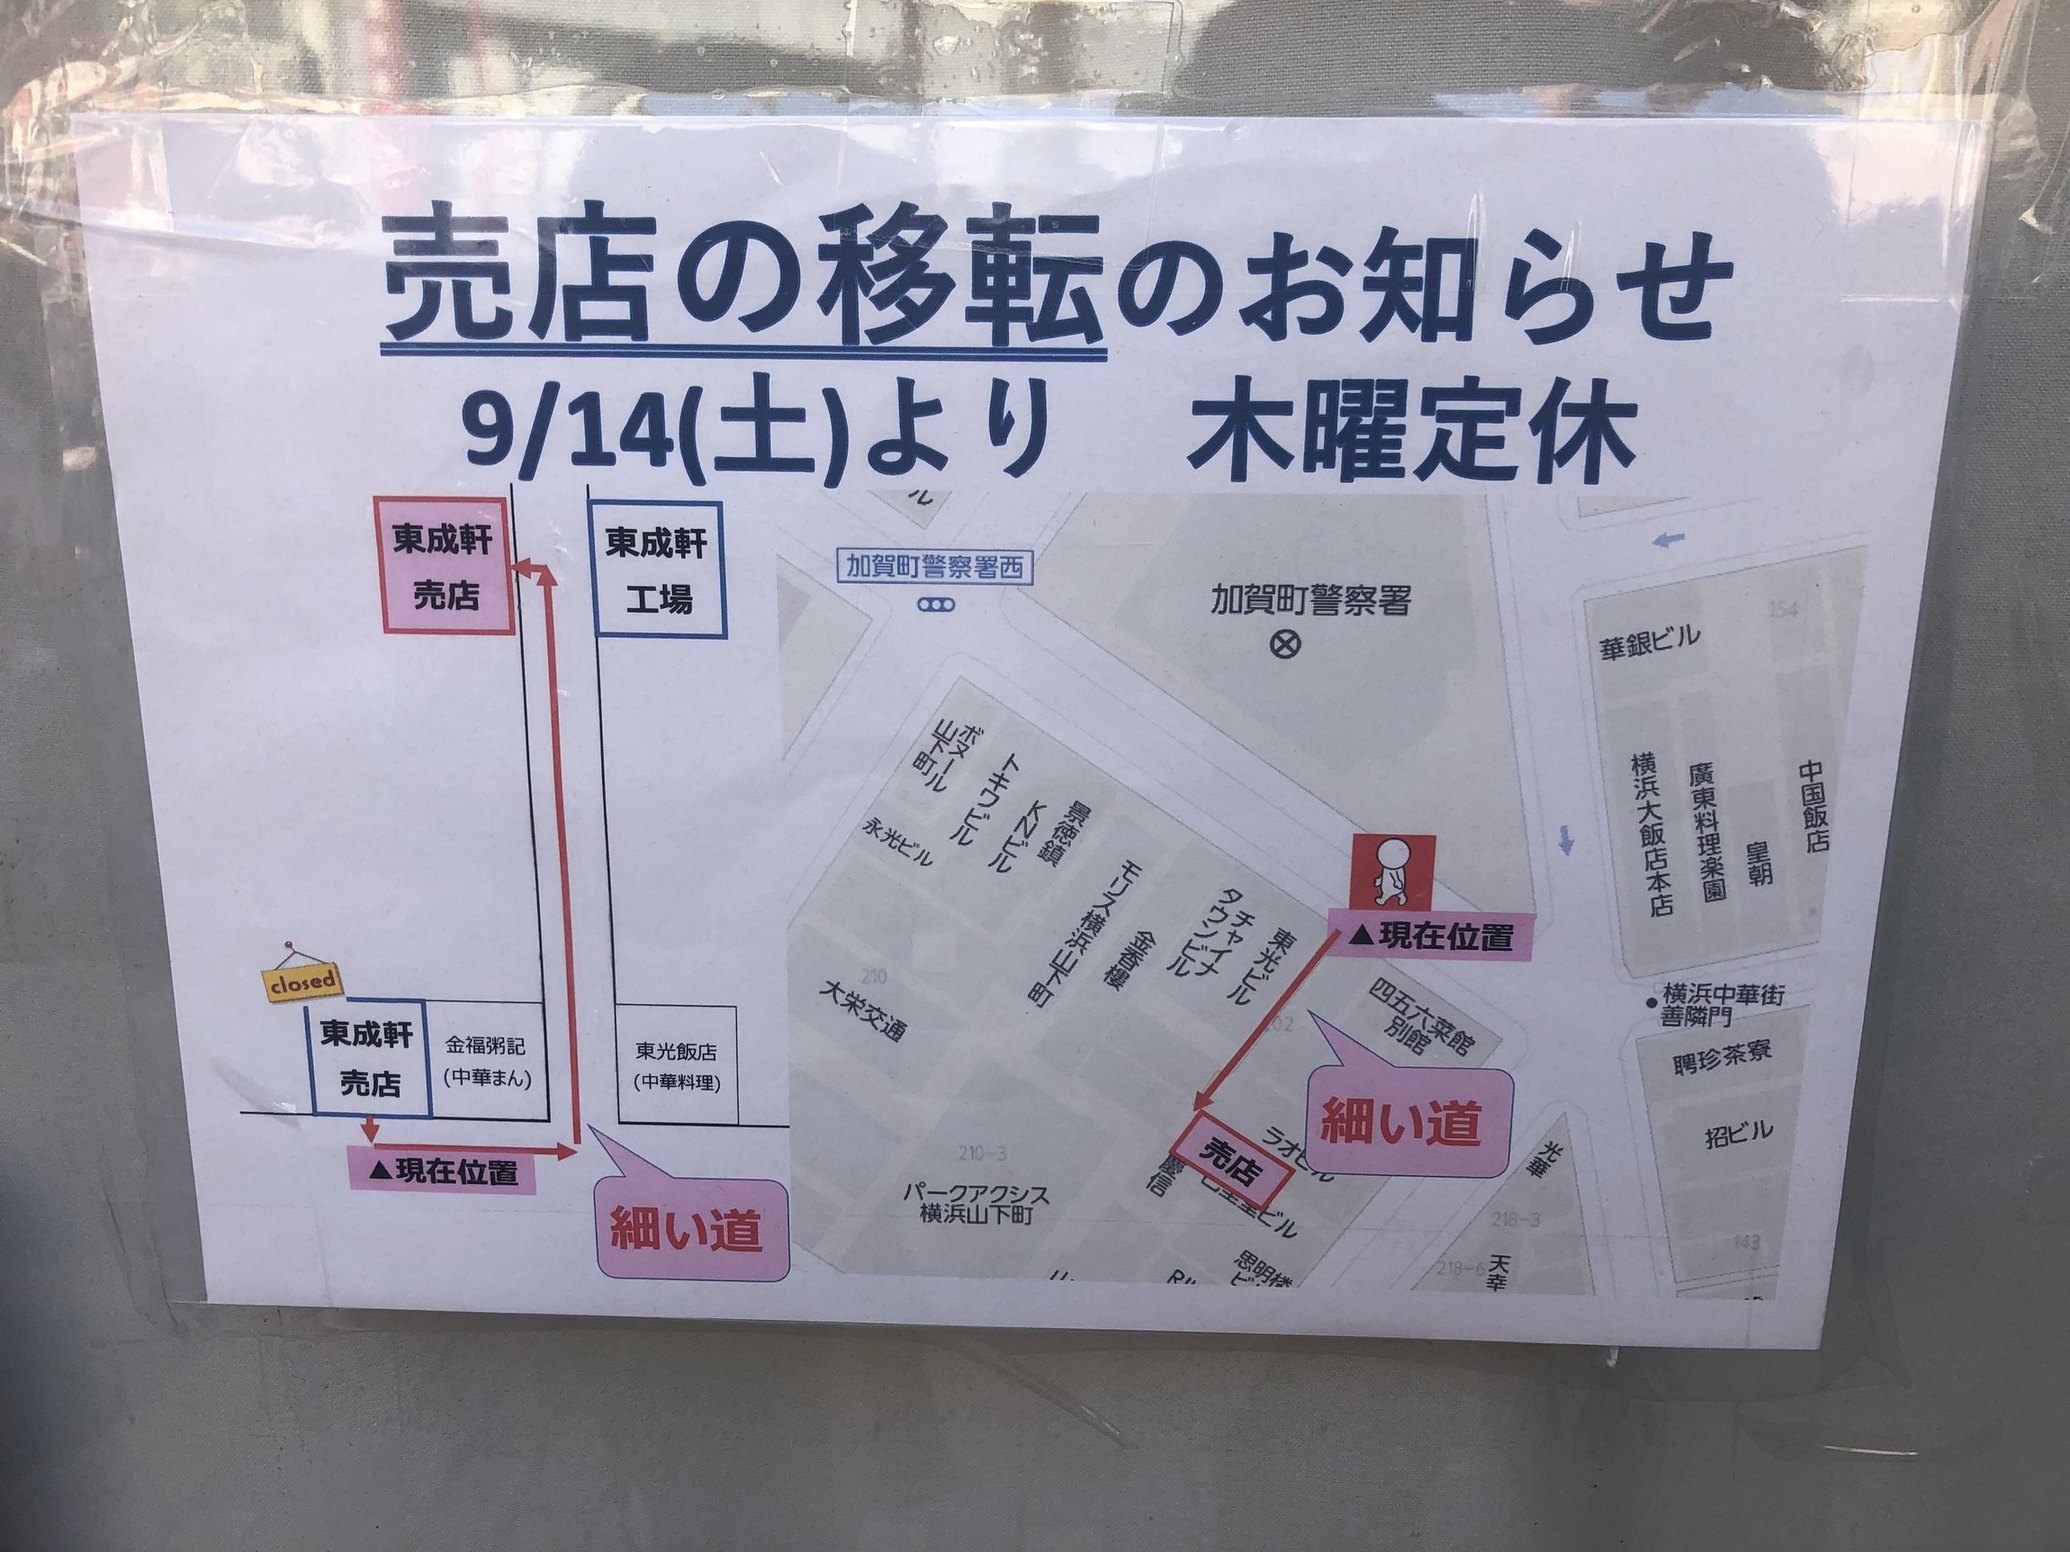 売店の移転のお知らせ
9/14(土)より 木曜定休
東成軒
売店
東成軒
工場
closed
東成軒
売店
金福粥記
(中華まん)
東光飯店
(中華料理)
▲現在位置
細い道
ル
加賀町警察署西
加賀町警察署
華銀ビル
154
ボヌール
山下町
トキワビル
KNビル
景徳鎮
永光ビル
モリス横浜山下町
金香樓
チャイナ
タウンビル
東光ビル
横浜大飯店本店
廣東料理楽園
皇朝
中国飯店
▲現在位置
210
大栄交通
202
四五六菜館
別館
横浜中華街
善隣門
聘珍茶寮
招ビル
細い道
売店
慶信
光華
210-3
パークアクシス
横浜山下町
思明楼
218-3
218-6
天幸
143